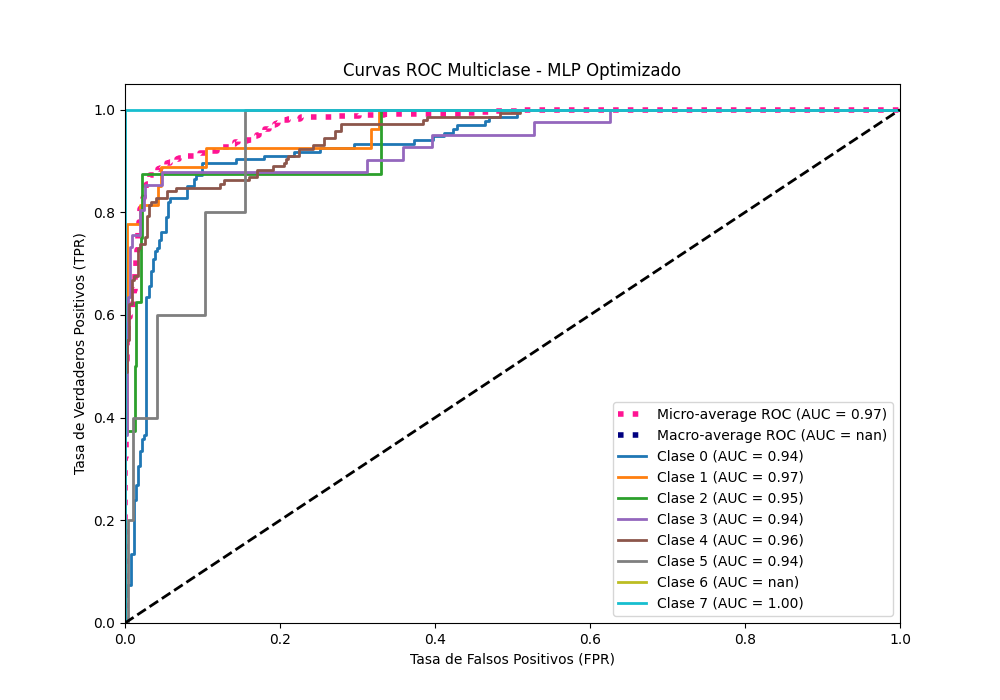 Curvas ROC Multiclase - MLP Optimizado
Tasa de Verdaderos Positivos (TPR)
1.0
0.8
0.6
0.4
0.2
0.0
0.0 0.2 0.4 0.6 0.8 1.0
Tasa de Falsos Positivos (FPR)
Micro-average ROC (AUC = 0.97)
Macro-average ROC (AUC = nan)
Clase 0 (AUC = 0.94)
Clase 1 (AUC = 0.97)
Clase 2 (AUC = 0.95)
Clase 3 (AUC = 0.94)
Clase 4 (AUC = 0.96)
Clase 5 (AUC = 0.94)
Clase 6 (AUC = nan)
Clase 7 (AUC = 1.00)